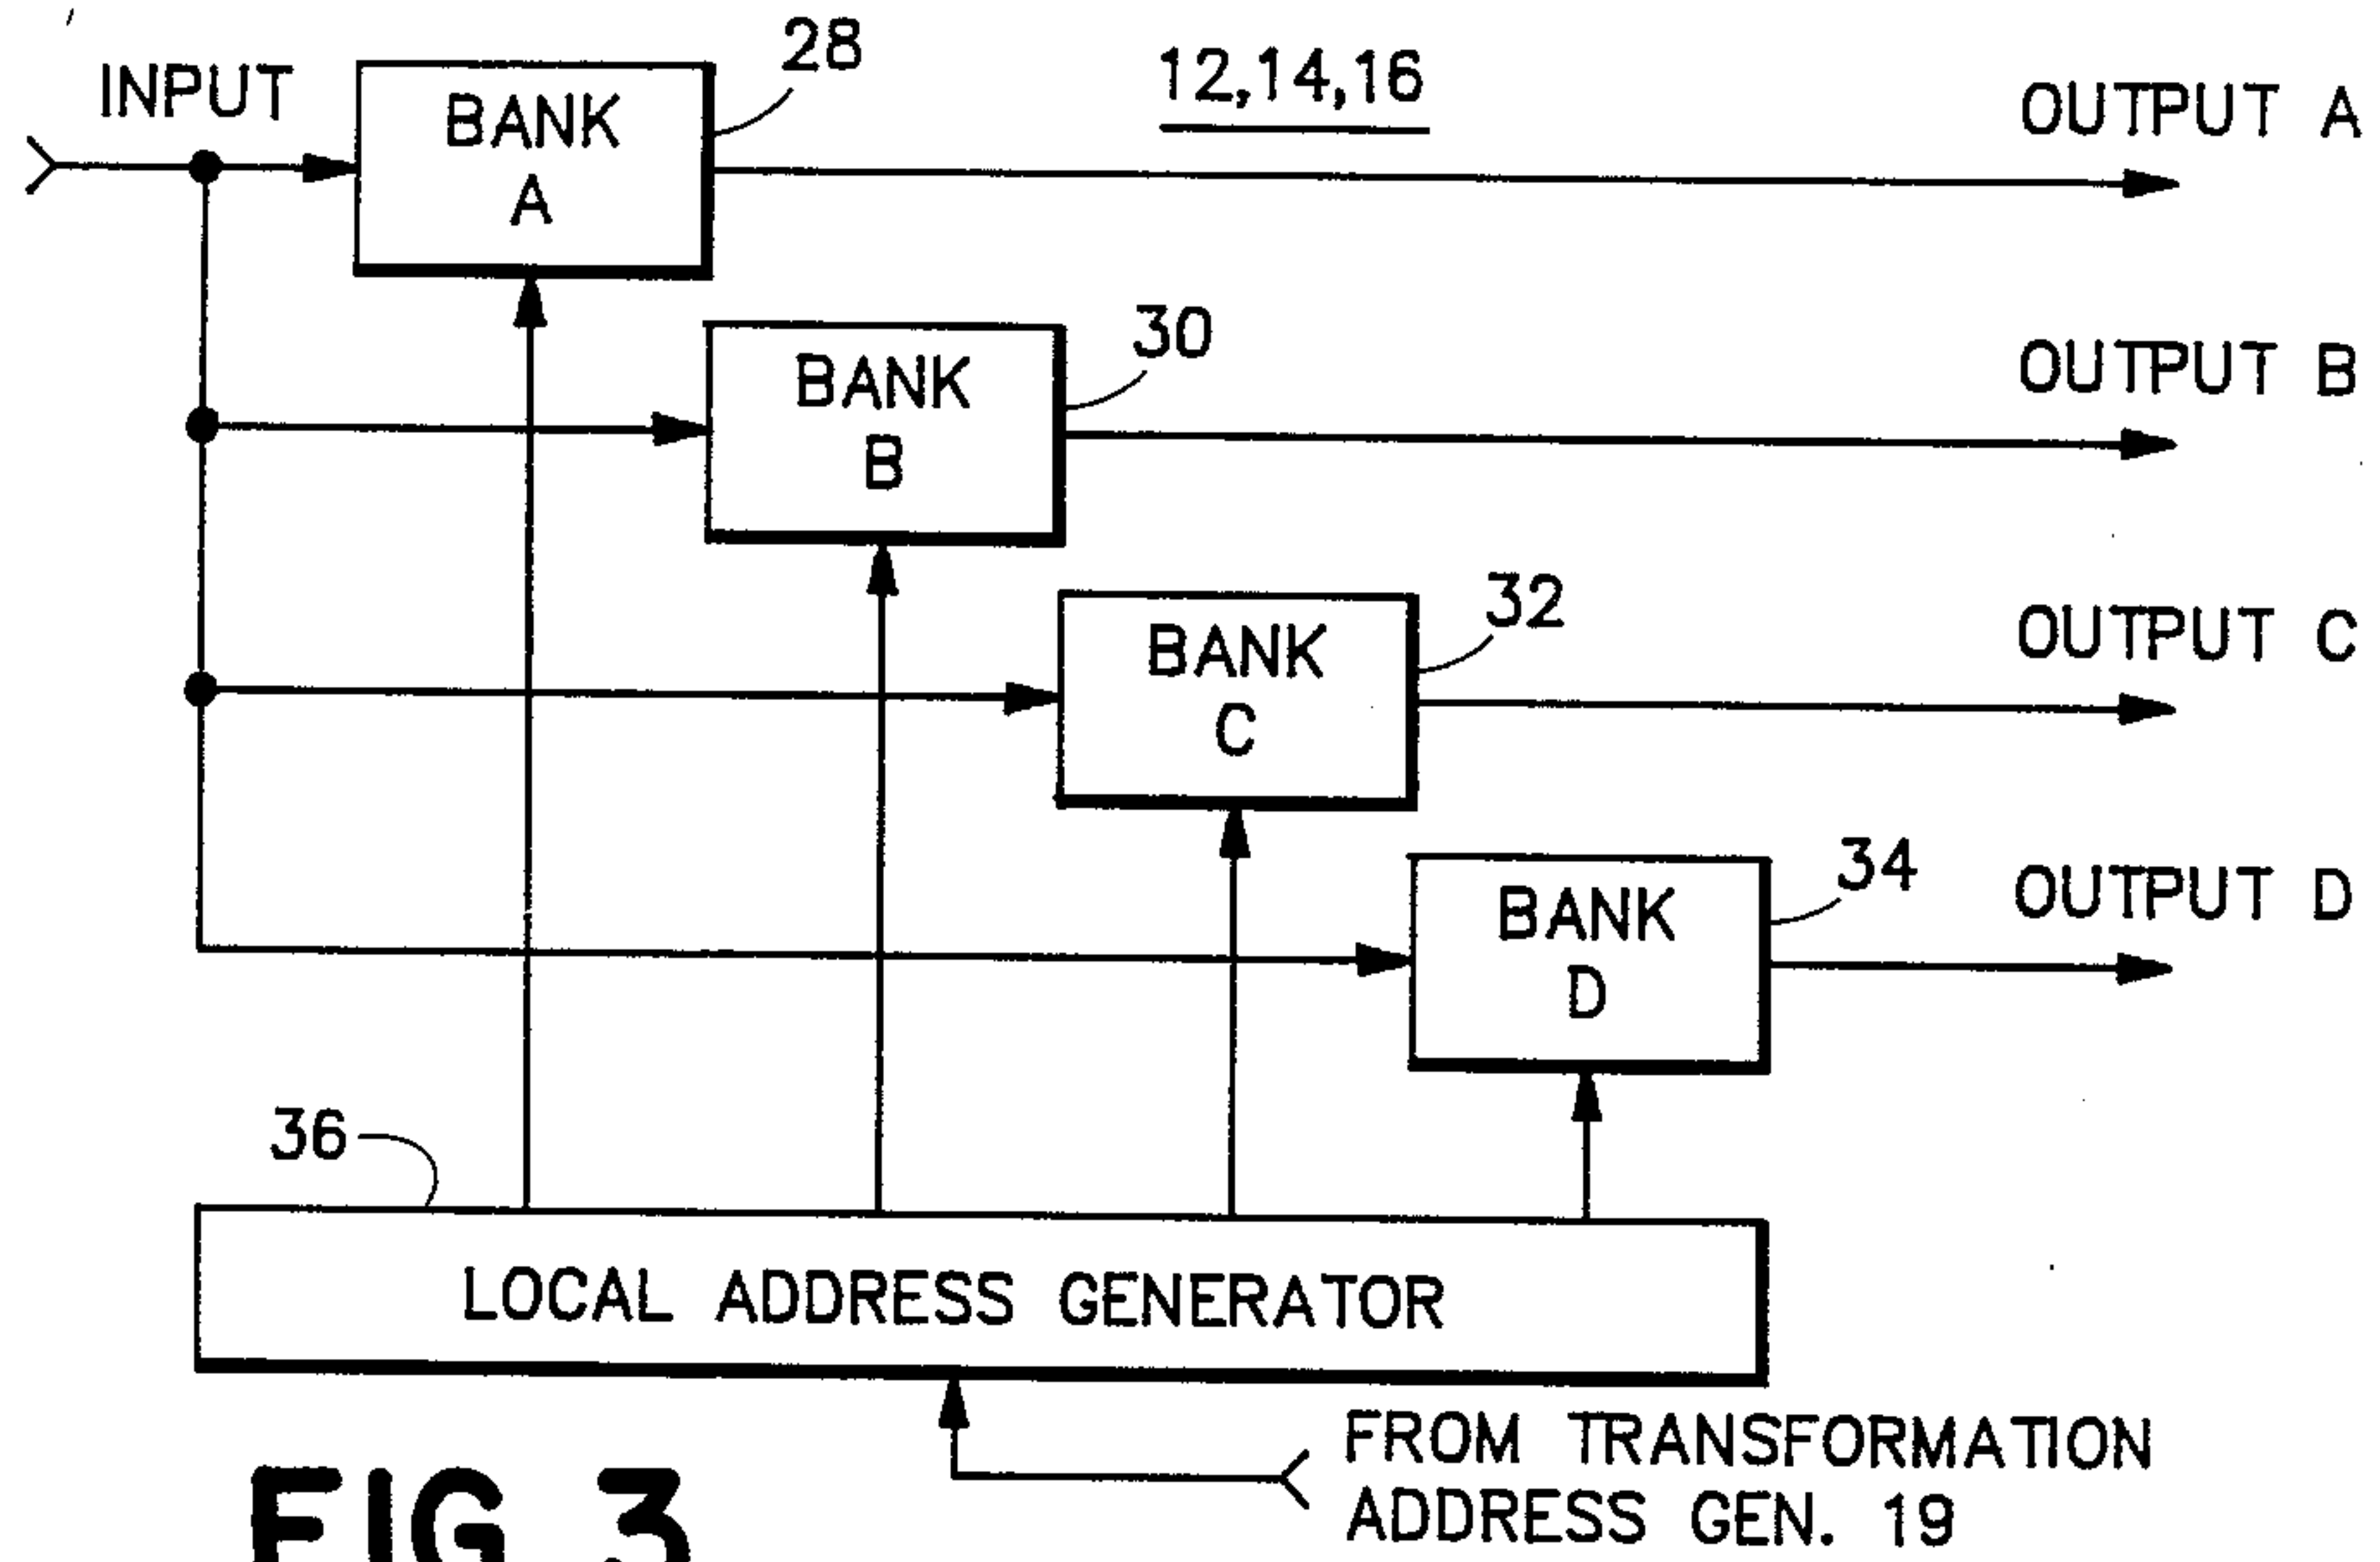 28
12,14,16
INPUT
OUTPUT A
BANK
A
30
OUTPUT B
BANK
B
32
OUTPUT C
BANK
C
34
OUTPUT D
BANK
D
36
LOCAL ADDRESS GENERATOR
FROM TRANSFORMATION
ADDRESS GEN. 19
FIG 3